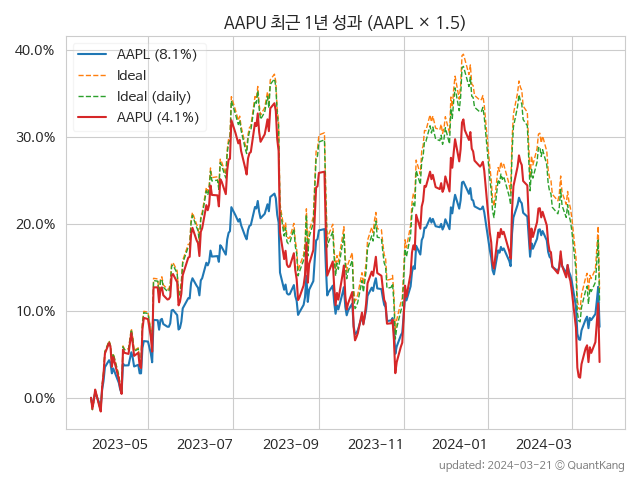 AAPU 최근 1년 성과 (AAPL × 1.5)
40.0%
30.0%
20.0%
10.0%
0.0%
AAPL (8.1%)
Ideal
Ideal (daily)
AAPU (4.1%)
2023-05 2023-07 2023-09 2023-11 2024-01 2024-03
updated: 2024-03-21 © QuantKang